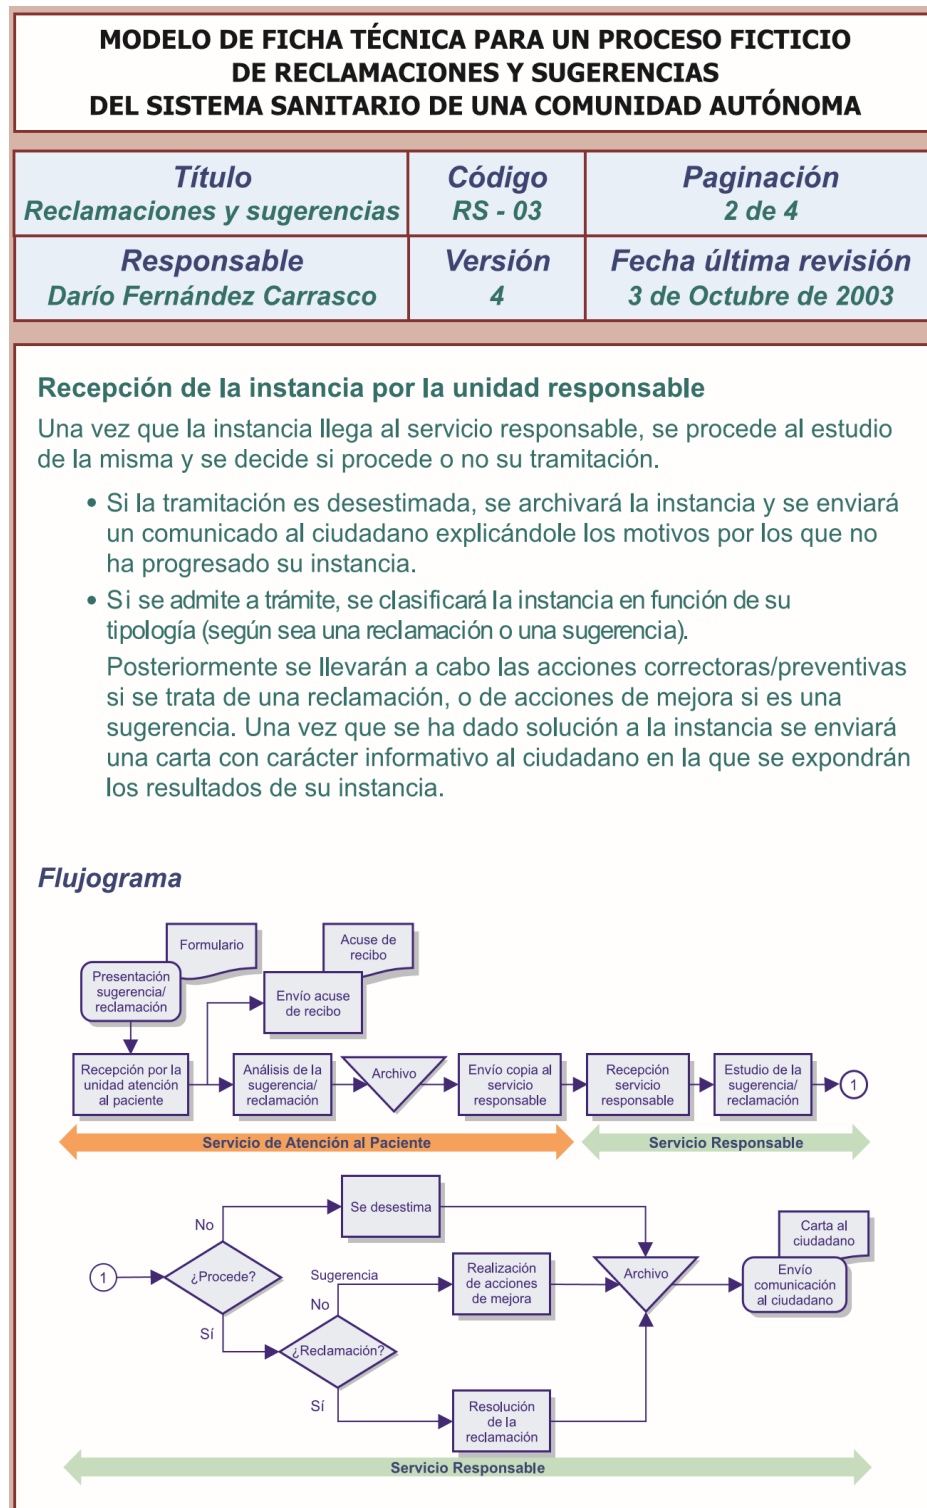 MODELO DE FICHA TÉCNICA PARA UN PROCESO FICTICIO
DE RECLAMACIONES Y SUGERENCIAS
DEL SISTEMA SANITARIO DE UNA COMUNIDAD AUTÓNOMA
Título
Reclamaciones y sugerencias
Código
RS - 03
Paginación
2 de 4
Responsable
Darío Fernández Carrasco
Versión
4
Fecha última revisión
3 de Octubre de 2003
Recepción de la instancia por la unidad responsable
Una vez que la instancia llega al servicio responsable, se procede al estudio
de la misma y se decide si procede o no su tramitación.
• Si la tramitación es desestimada, se archivará la instancia y se enviará
un comunicado al ciudadano explicándole los motivos por los que no
ha progresado su instancia.
• Si se admite a trámite, se clasificará la instancia en función de su
tipología (según sea una reclamación o una sugerencia).
Posteriormente se llevarán a cabo las acciones correctoras/preventivas
si se trata de una reclamación, o de acciones de mejora si es una
sugerencia. Una vez que se ha dado solución a la instancia se enviará
una carta con carácter informativo al ciudadano en la que se expondrán
los resultados de su instancia.
Flujograma
Formulario
Presentación
sugerencia/
reclamación
Acuse de
recibo
Envío acuse
de recibo
Recepción por la
unidad atención
al paciente
Análisis de la
sugerencia/
reclamación
Archivo
Envío copia al
servicio
responsable
Recepción
servicio
responsable
Estudio de la
sugerencia/
reclamación
1
Servicio de Atención al Paciente
Servicio Responsable
1
¿Procede?
No
Se desestima
Sí
¿Reclamación?
Sugerencia
No
Realización
de acciones
de mejora
Sí
Resolución
de la
reclamación
Archivo
Carta al
ciudadano
Envío
comunicación
al ciudadano
Servicio Responsable